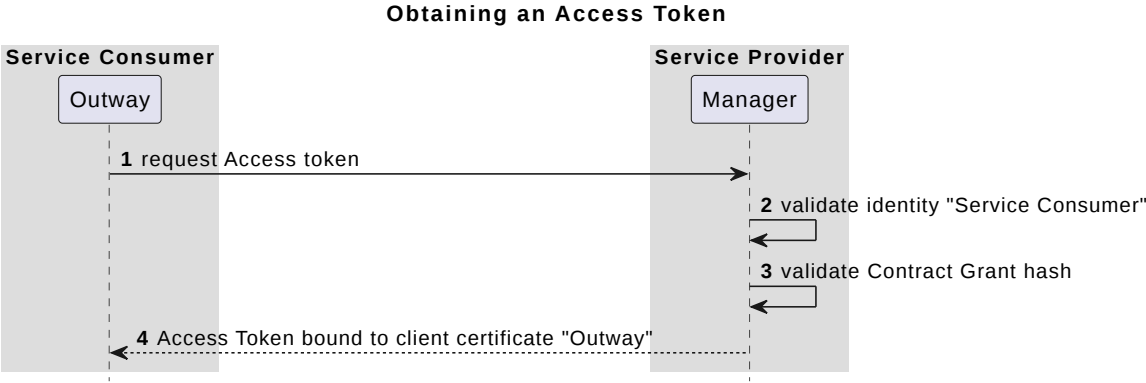 Obtaining an Access Token
Service Consumer
Service Provider
Outway
Manager
1 request Access token
2 validate identity "Service Consumer"
3 validate Contract Grant hash
4 Access Token bound to client certificate "Outway"